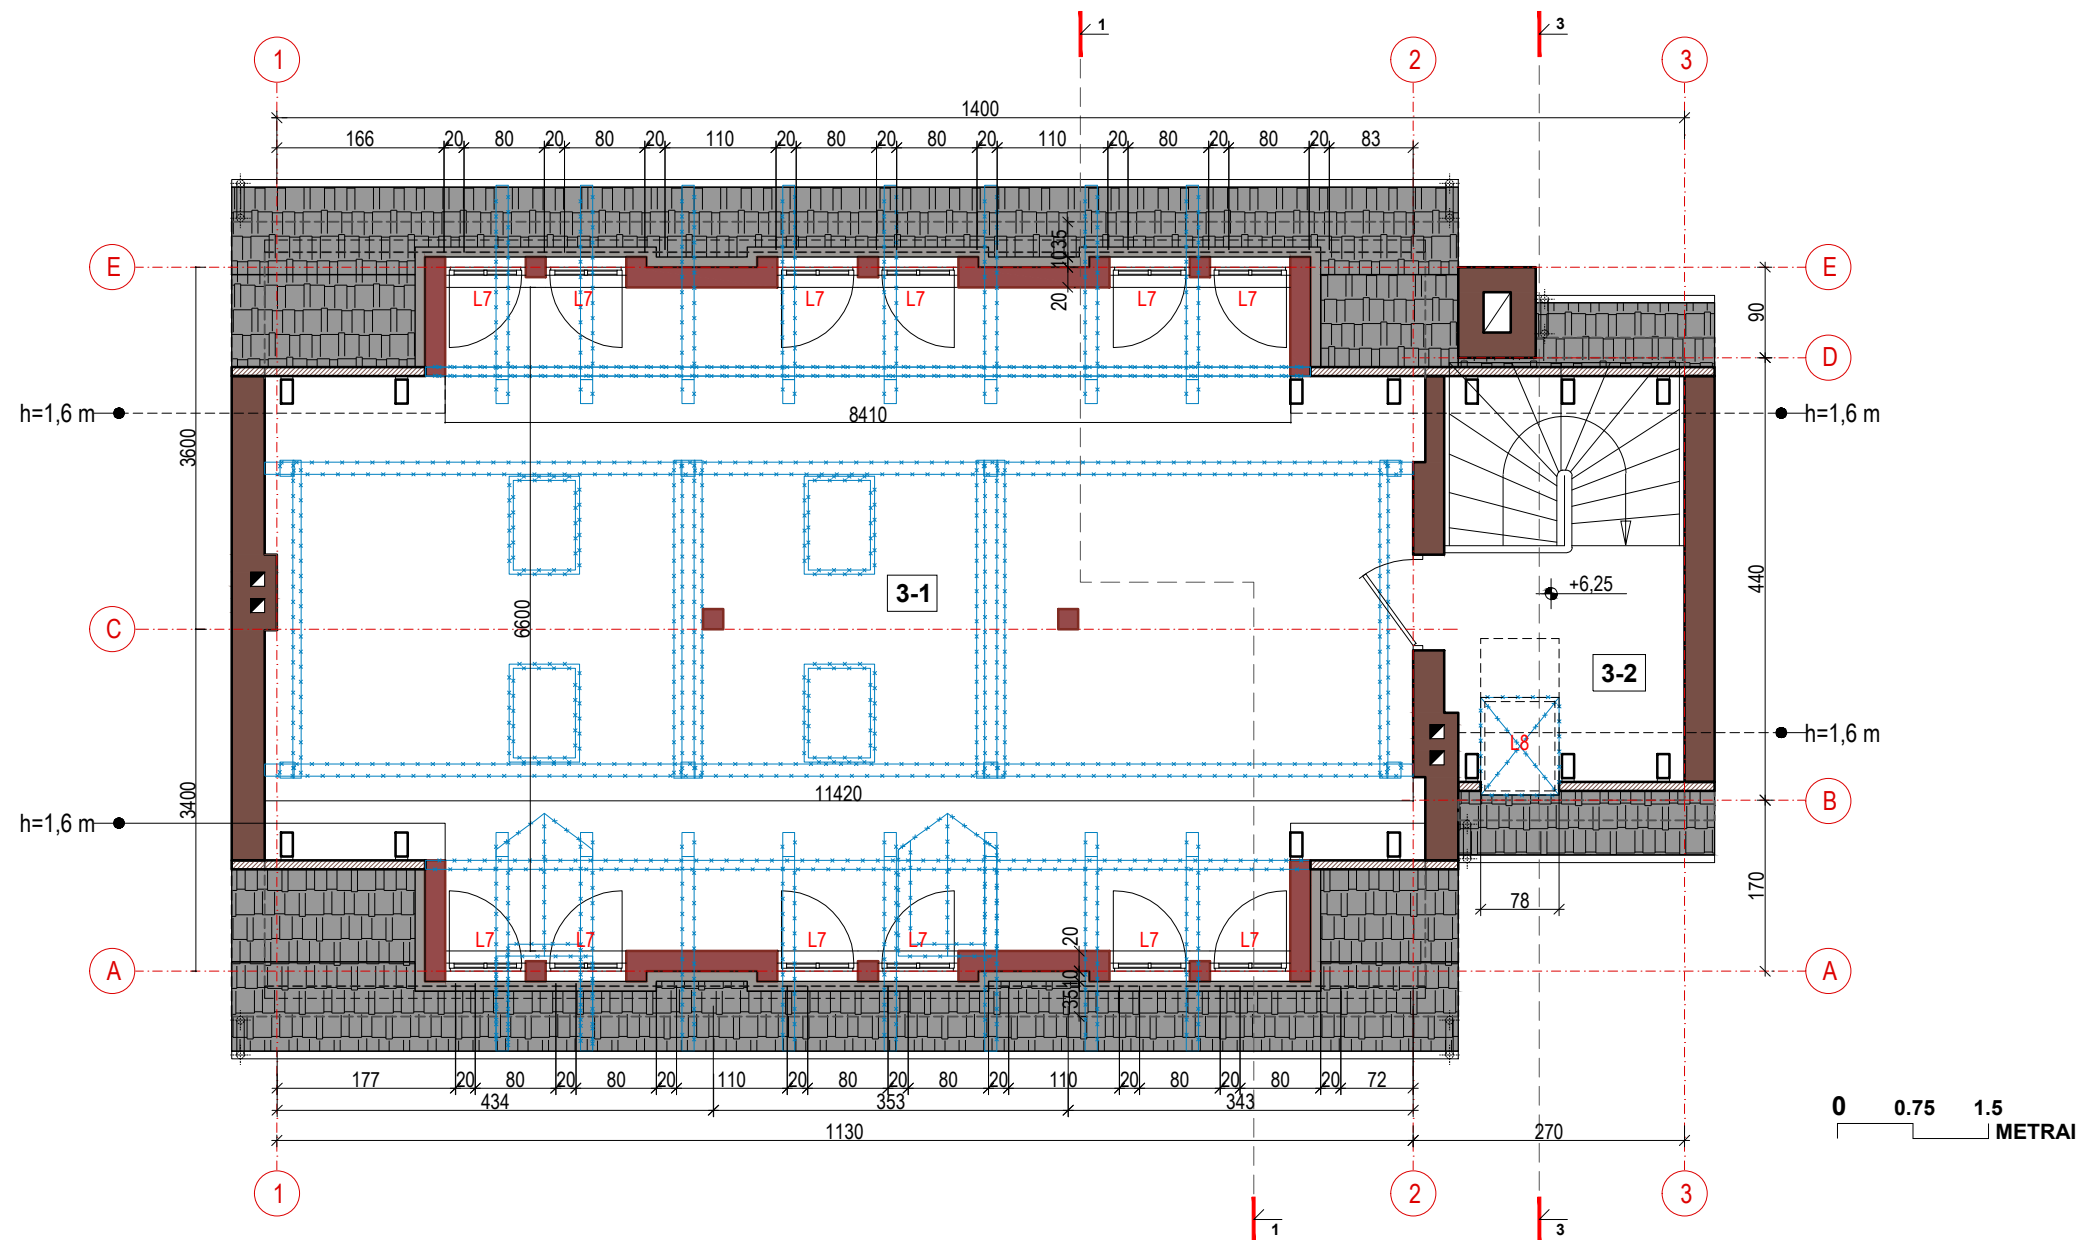 1 3
1 2 3
1400
166 20 80 20 80 20 110 20 80 20 80 20 110 20 80 20 80 20 83
E 1035 E
20 90
L7 L7 L7 L7 L7 L7
D
h=1,6 m 8410 h=1,6 m
3600
440
+6,25
3-1
6600
C
3-2
h=1,6 m
L8
11420
3400 B
h=1,6 m
170
78
L7 L7 L7 L7 L7 L7
20
A A
3510
177 20 80 20 80 20 110 20 80 20 80 20 110 20 80 20 80 20 72
434 353 343
1130 270
0 0.75 1.5
METRAI
1 2 3
1 3